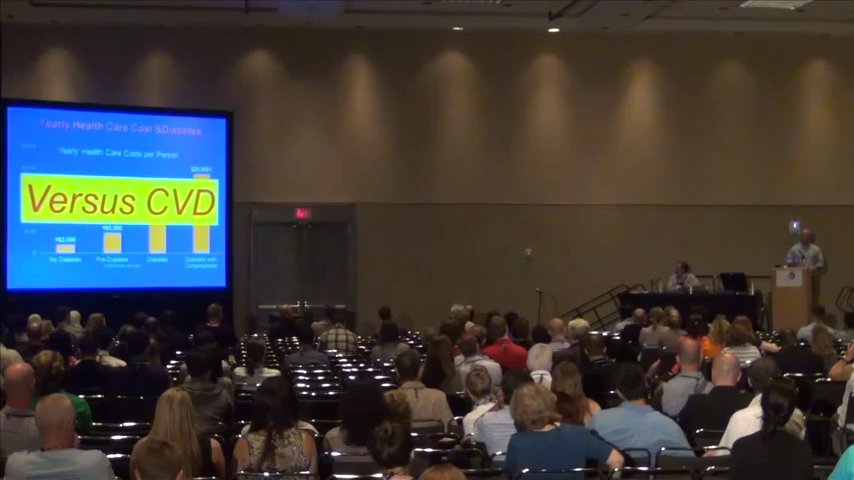 Yearly Health Care Cost &Diabetes
Yearly Health Care Costs per Person
Versus CVD
No Diabetes
Pre-Diabetes
Diabetes
Diabetes with
Complications